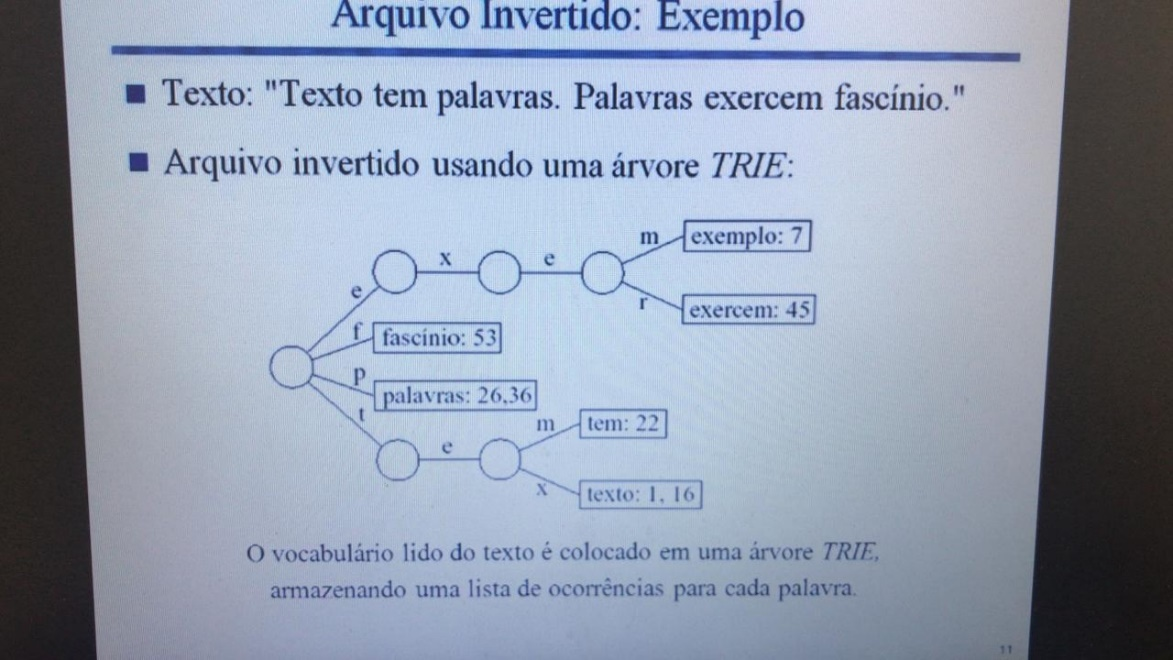 Arquivo Invertido: Exemplo
Texto: "Texto tem palavras. Palavras exercem fascínio."
Arquivo invertido usando uma árvore TRIE:
m
exemplo: 7
x
e
e
r
exercem: 45
f
fascínio: 53
p
palavras: 26,36
t
m
tem: 22
e
x
texto: 1, 16
O vocabulário lido do texto é colocado em uma árvore TRIE,
armazenando uma lista de ocorrências para cada palavra.
11